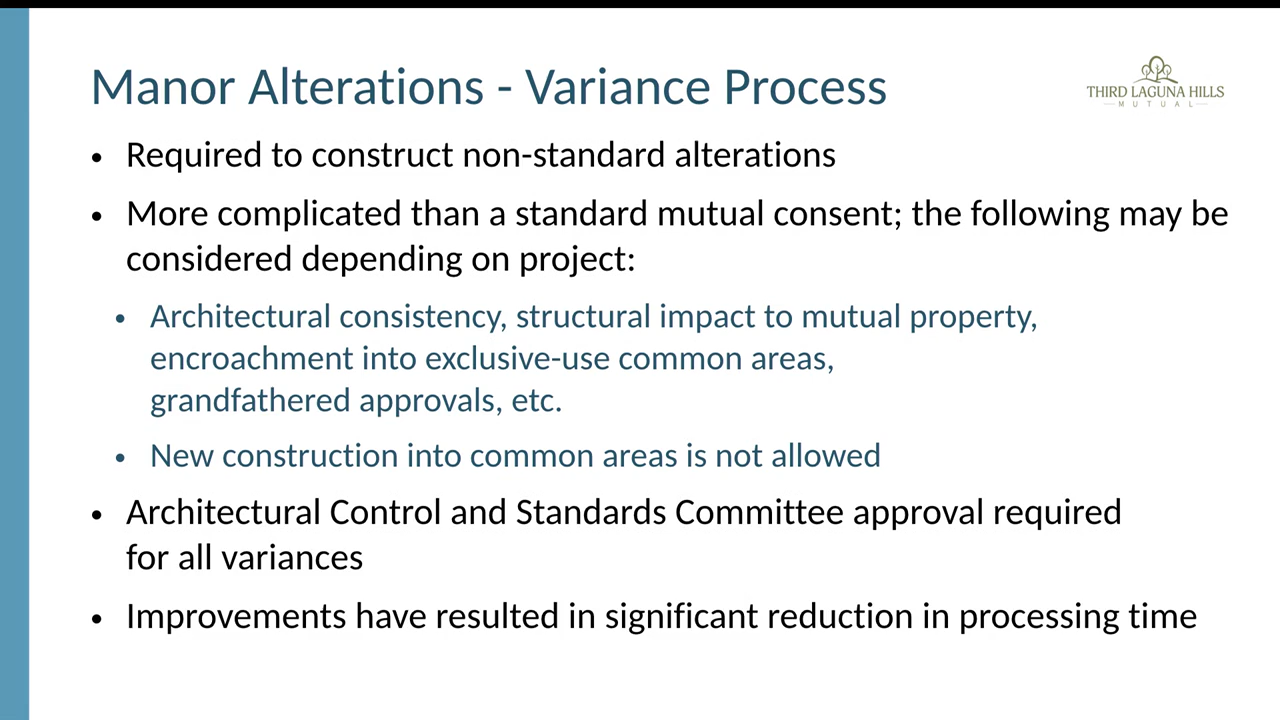 Manor Alterations - Variance Process
THIRD LAGUNA HILLS
MUTUAL
• Required to construct non-standard alterations
• More complicated than a standard mutual consent; the following may be
considered depending on project:
• Architectural consistency, structural impact to mutual property,
encroachment into exclusive-use common areas,
grandfathered approvals, etc.
• New construction into common areas is not allowed
• Architectural Control and Standards Committee approval required
for all variances
• Improvements have resulted in significant reduction in processing time